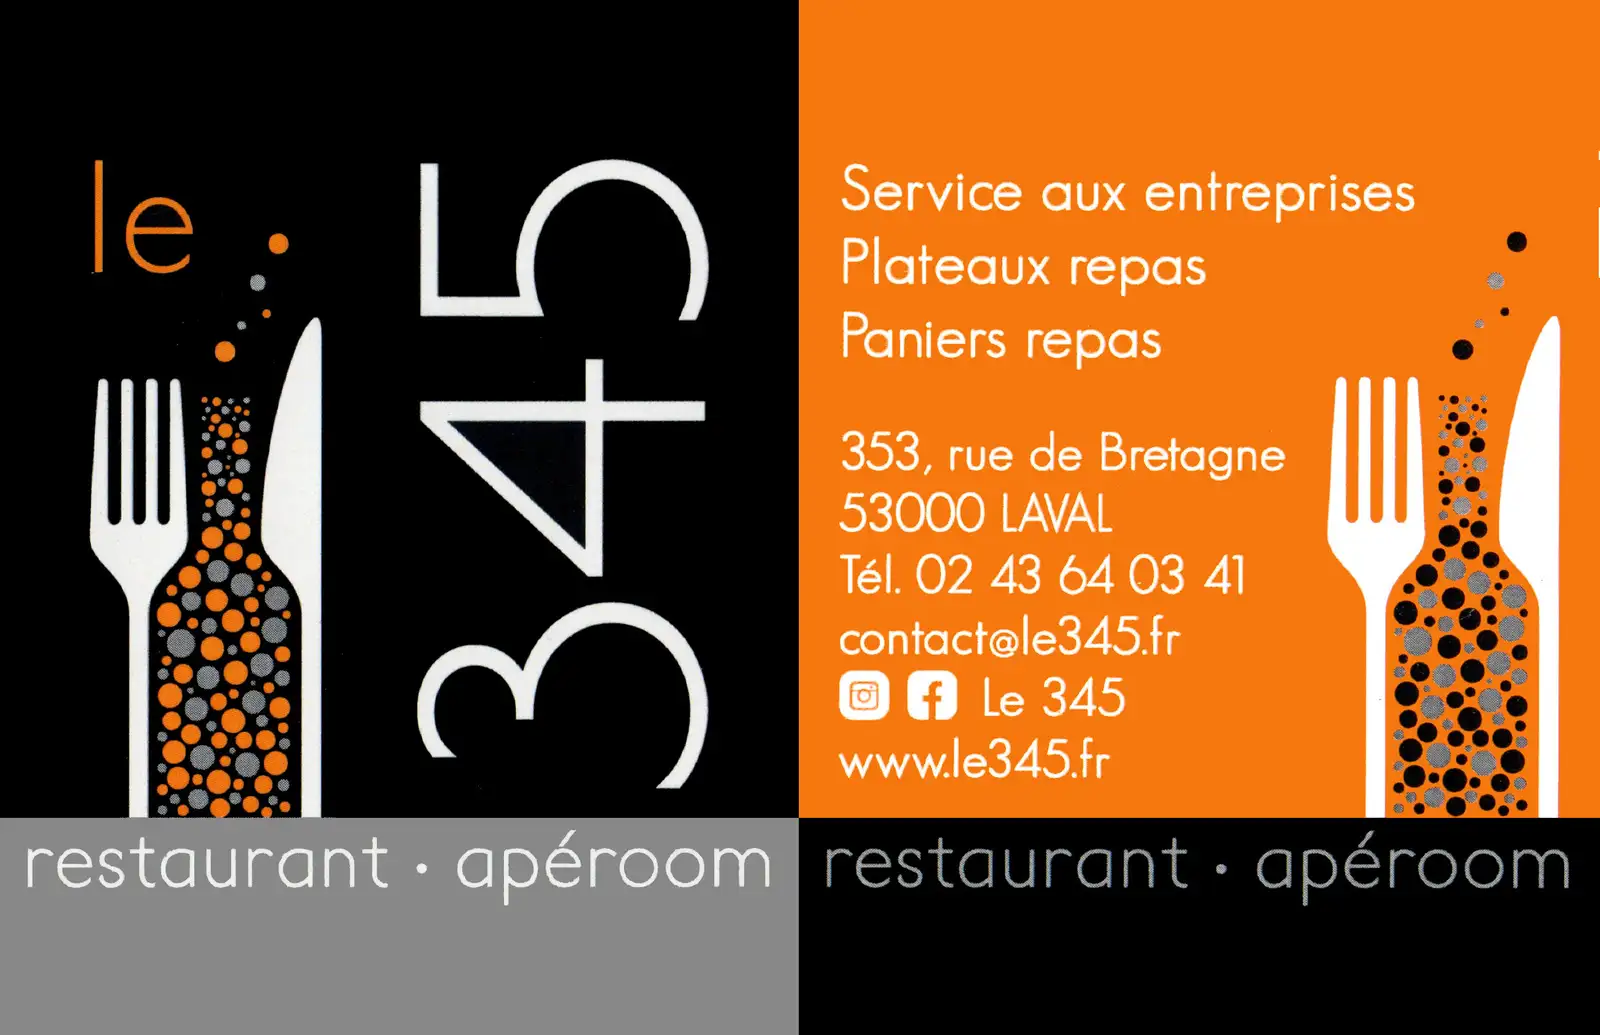 le
345
restaurant • apéroom
Service aux entreprises
Plateaux repas
Paniers repas
353, rue de Bretagne
53000 LAVAL
Tél. 02 43 64 03 41
contact@le345.fr
Le 345
www.le345.fr
restaurant • apéroom